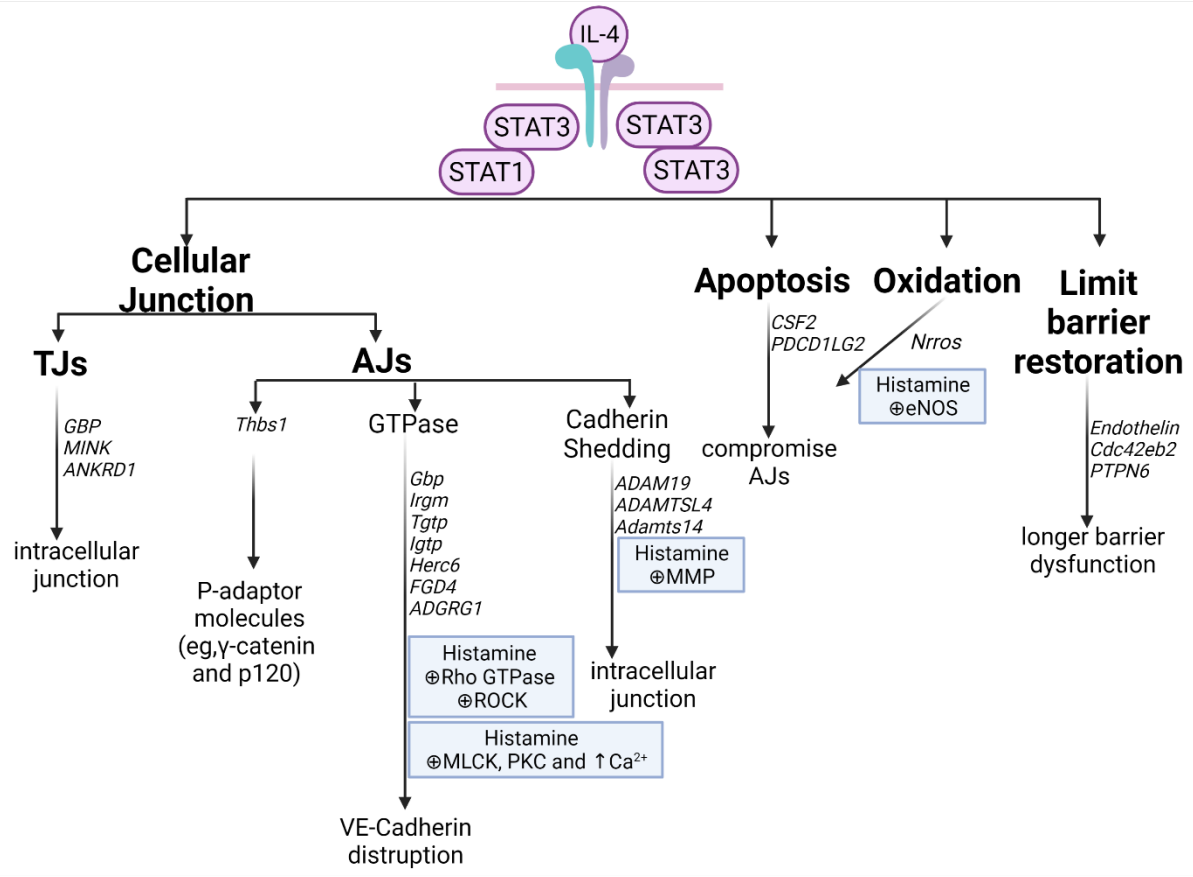 IL-4
STAT3
STAT1
STAT3
STAT3
Cellular
Junction
TJs
GBP
MINK
ANKRD1
intracellular
junction
AJs
Thbs1
P-adaptor
molecules
(eg,γ-catenin
and p120)
GTPase
Gbp
Irgm
Tgtp
Igtp
Herc6
FGD4
ADGRG1
Histamine
⊕Rho GTPase
⊕ROCK
Histamine
⊕MLCK, PKC and ↑Ca²⁺
VE-Cadherin
distruption
Cadherin
Shedding
ADAM19
ADAMTSL4
Adamts14
Histamine
⊕MMP
intracellular
junction
Apoptosis
CSF2
PDCD1LG2
compromise
AJs
Oxidation
Nrros
Histamine
⊕eNOS
Limit
barrier
restoration
Endothelin
Cdc42eb2
PTPN6
longer barrier
dysfunction